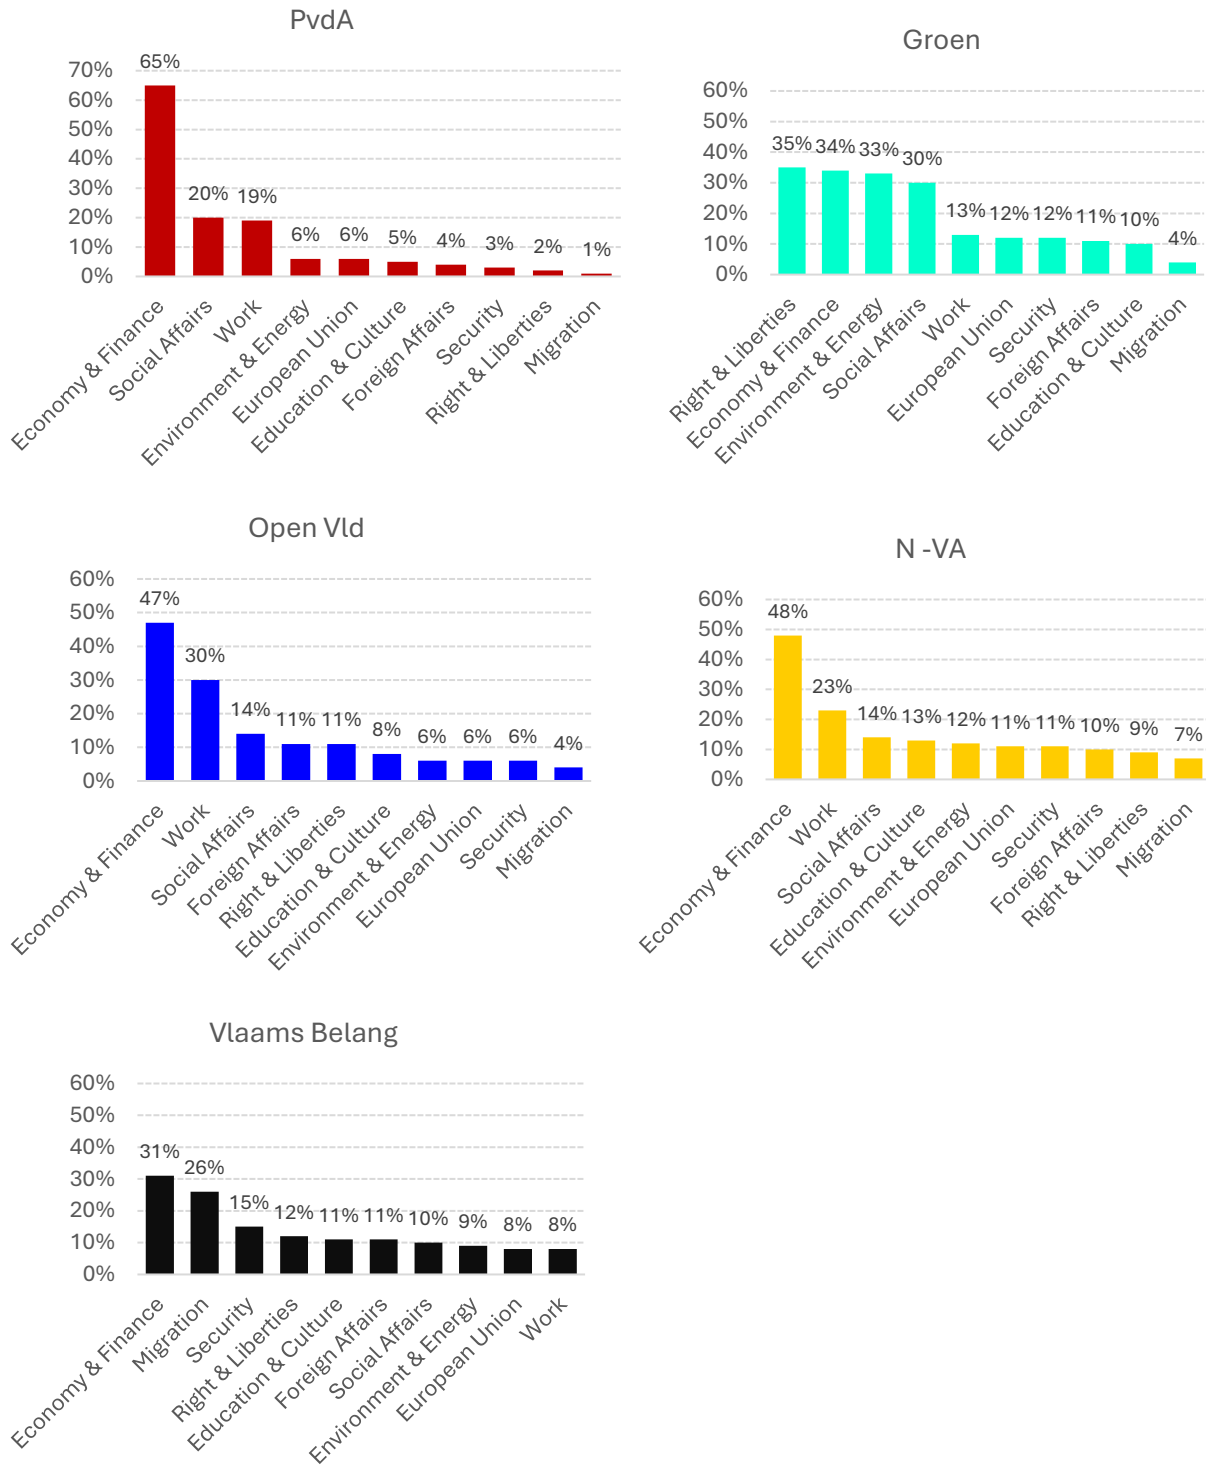 PvdA
70%
60%
50%
40%
30%
20%
10%
0%
65%
20%
19%
6%
6%
5%
4%
3%
2%
1%
Economy & Finance
Social Affairs
Work
Environment & Energy
European Union
Education & Culture
Foreign Affairs
Security
Right & Liberties
Migration
Groen
60%
50%
40%
30%
20%
10%
0%
35%
34%
33%
30%
13%
12%
12%
11%
10%
4%
Right & Liberties
Economy & Finance
Environment & Energy
Social Affairs
Work
European Union
Security
Foreign Affairs
Education & Culture
Migration
Open Vld
60%
50%
40%
30%
20%
10%
0%
47%
30%
14%
11%
11%
8%
6%
6%
6%
4%
Economy & Finance
Work
Social Affairs
Foreign Affairs
Right & Liberties
Education & Culture
Environment & Energy
European Union
Security
Migration
N -VA
60%
50%
40%
30%
20%
10%
0%
48%
23%
14%
13%
12%
11%
11%
10%
9%
7%
Economy & Finance
Work
Social Affairs
Education & Culture
Environment & Energy
European Union
Security
Foreign Affairs
Right & Liberties
Migration
Vlaams Belang
60%
50%
40%
30%
20%
10%
0%
31%
26%
15%
12%
11%
11%
10%
9%
8%
8%
Economy & Finance
Migration
Security
Right & Liberties
Education & Culture
Foreign Affairs
Social Affairs
Environment & Energy
European Union
Work